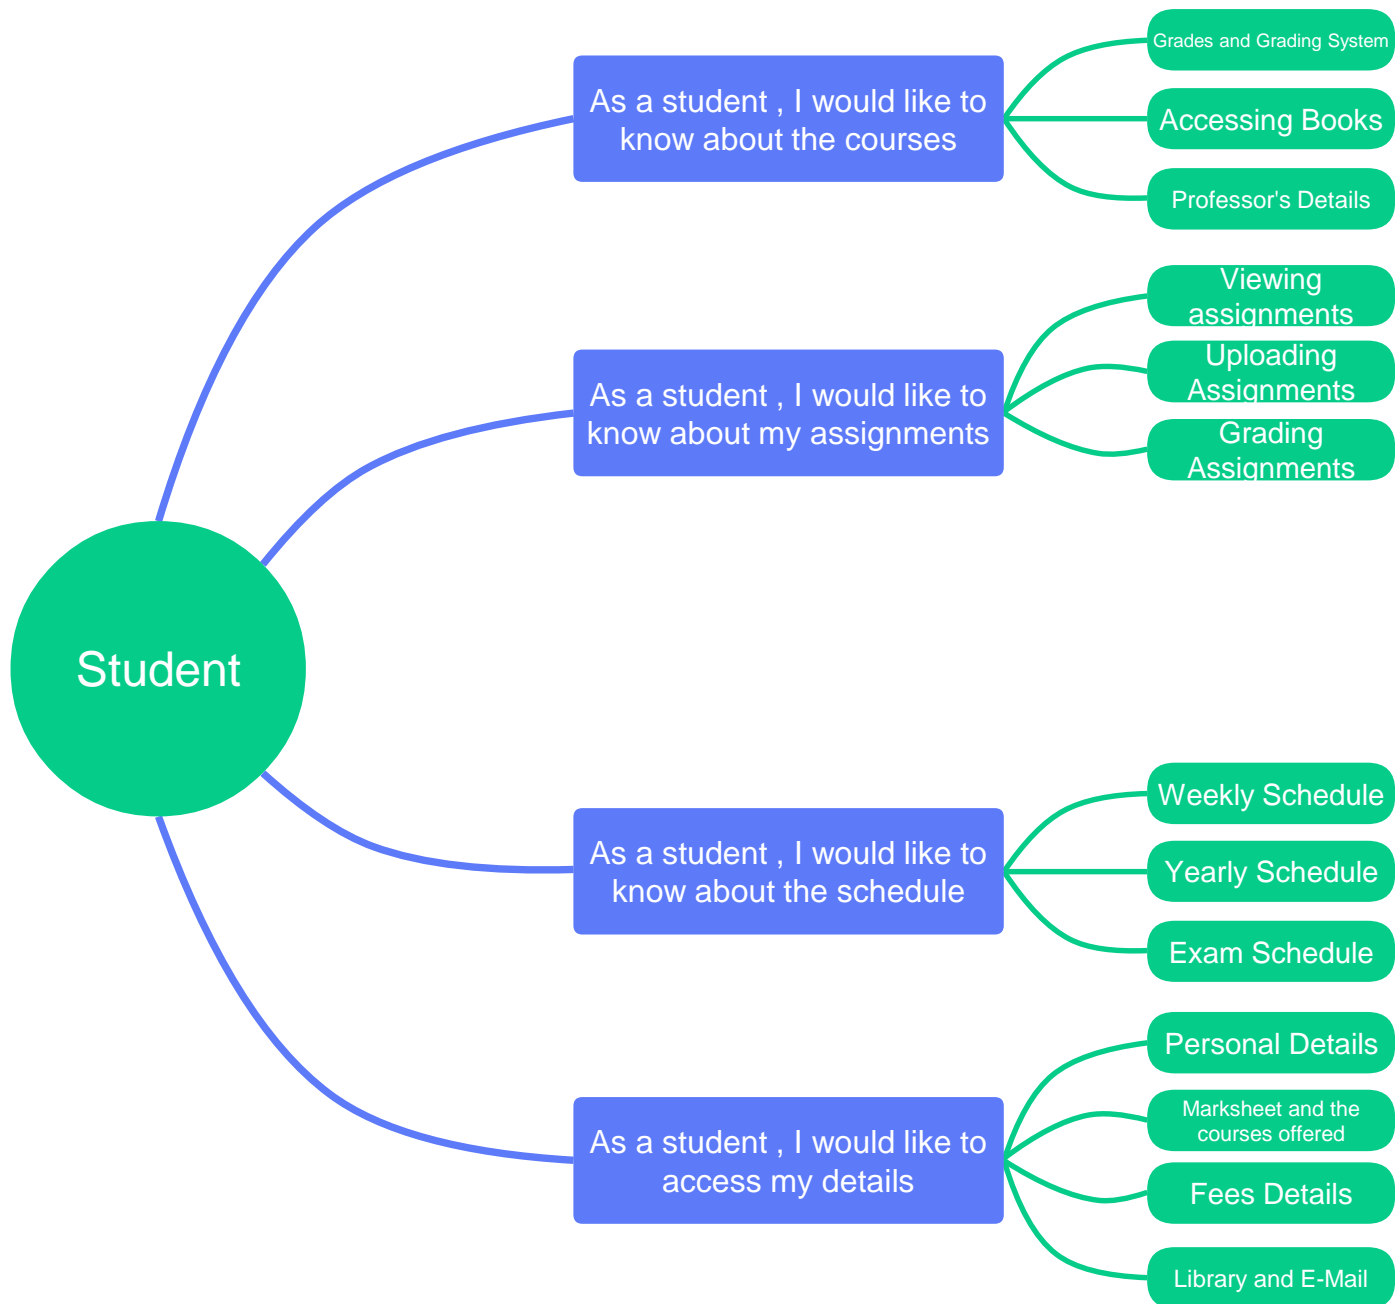 Student
As a student , I would like to
know about the courses
Grades and Grading System
Accessing Books
Professor's Details
As a student , I would like to
know about my assignments
Viewing
assignments
Uploading
Assignments
Grading
Assignments
As a student , I would like to
know about the schedule
Weekly Schedule
Yearly Schedule
Exam Schedule
As a student , I would like to
access my details
Personal Details
Marksheet and the
courses offered
Fees Details
Library and E-Mail